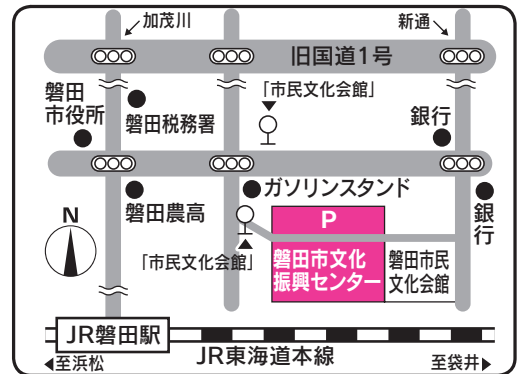 加茂川
新通
旧国道1号
「市民文化会館」
磐田
市役所
磐田税務署
銀行
ガソリンスタンド
磐田農高
銀行
N
P
「市民文化会館」
磐田市文化
振興センター
磐田市民
文化会館
JR磐田駅
JR東海道本線
◀至浜松
至袋井▶